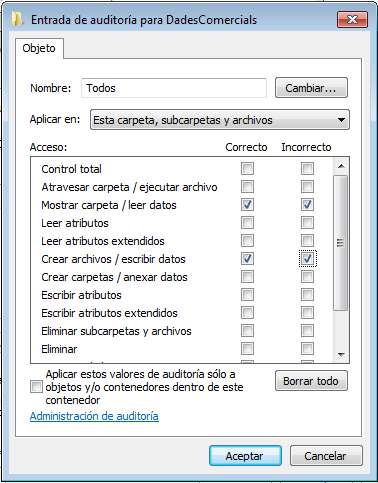 Entrada de auditoría para DadesComercials
Objeto
Nombre: Todos Cambiar...
Aplicar en: Esta carpeta, subcarpetas y archivos
Acceso: Correcto Incorrecto
Control total
Atravesar carpeta / ejecutar archivo
Mostrar carpeta / leer datos
Leer atributos
Leer atributos extendidos
Crear archivos / escribir datos
Crear carpetas / anexar datos
Escribir atributos
Escribir atributos extendidos
Eliminar subcarpetas y archivos
Eliminar
Aplicar estos valores de auditoría sólo a
objetos y/o contenedores dentro de este
contenedor
Borrar todo
Administración de auditoría
Aceptar Cancelar